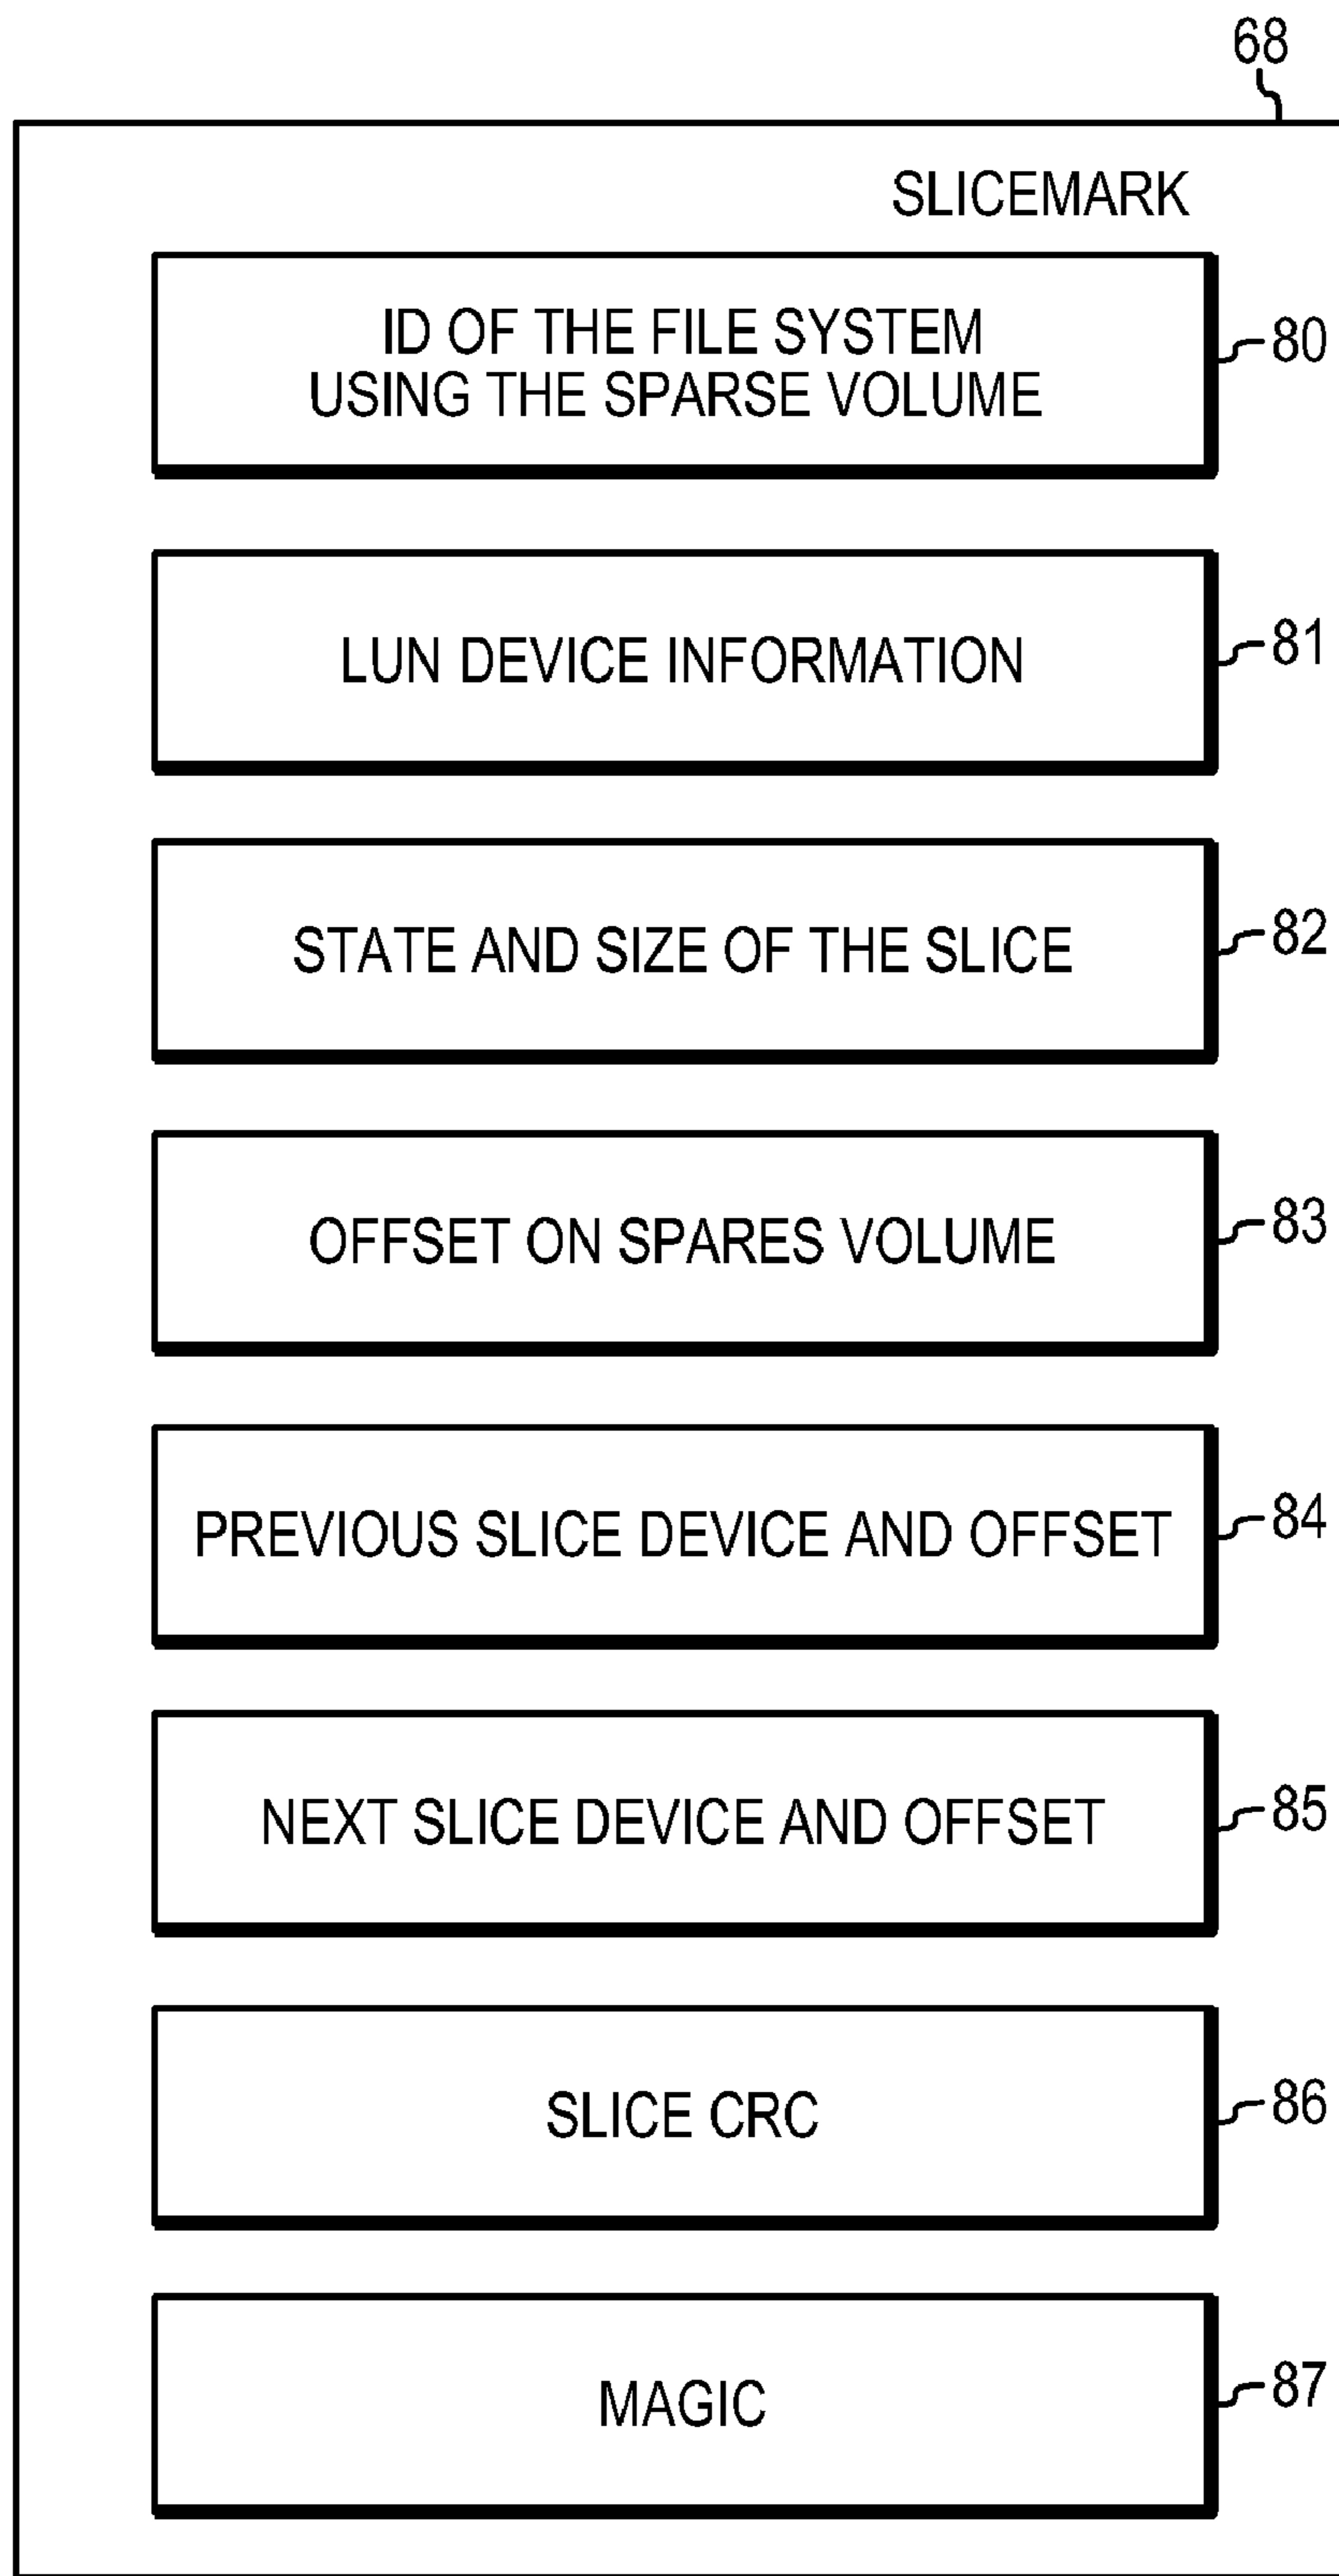 68
SLICEMARK
ID OF THE FILE SYSTEM
USING THE SPARSE VOLUME
80
LUN DEVICE INFORMATION
81
STATE AND SIZE OF THE SLICE
82
OFFSET ON SPARES VOLUME
83
PREVIOUS SLICE DEVICE AND OFFSET
84
NEXT SLICE DEVICE AND OFFSET
85
SLICE CRC
86
MAGIC
87